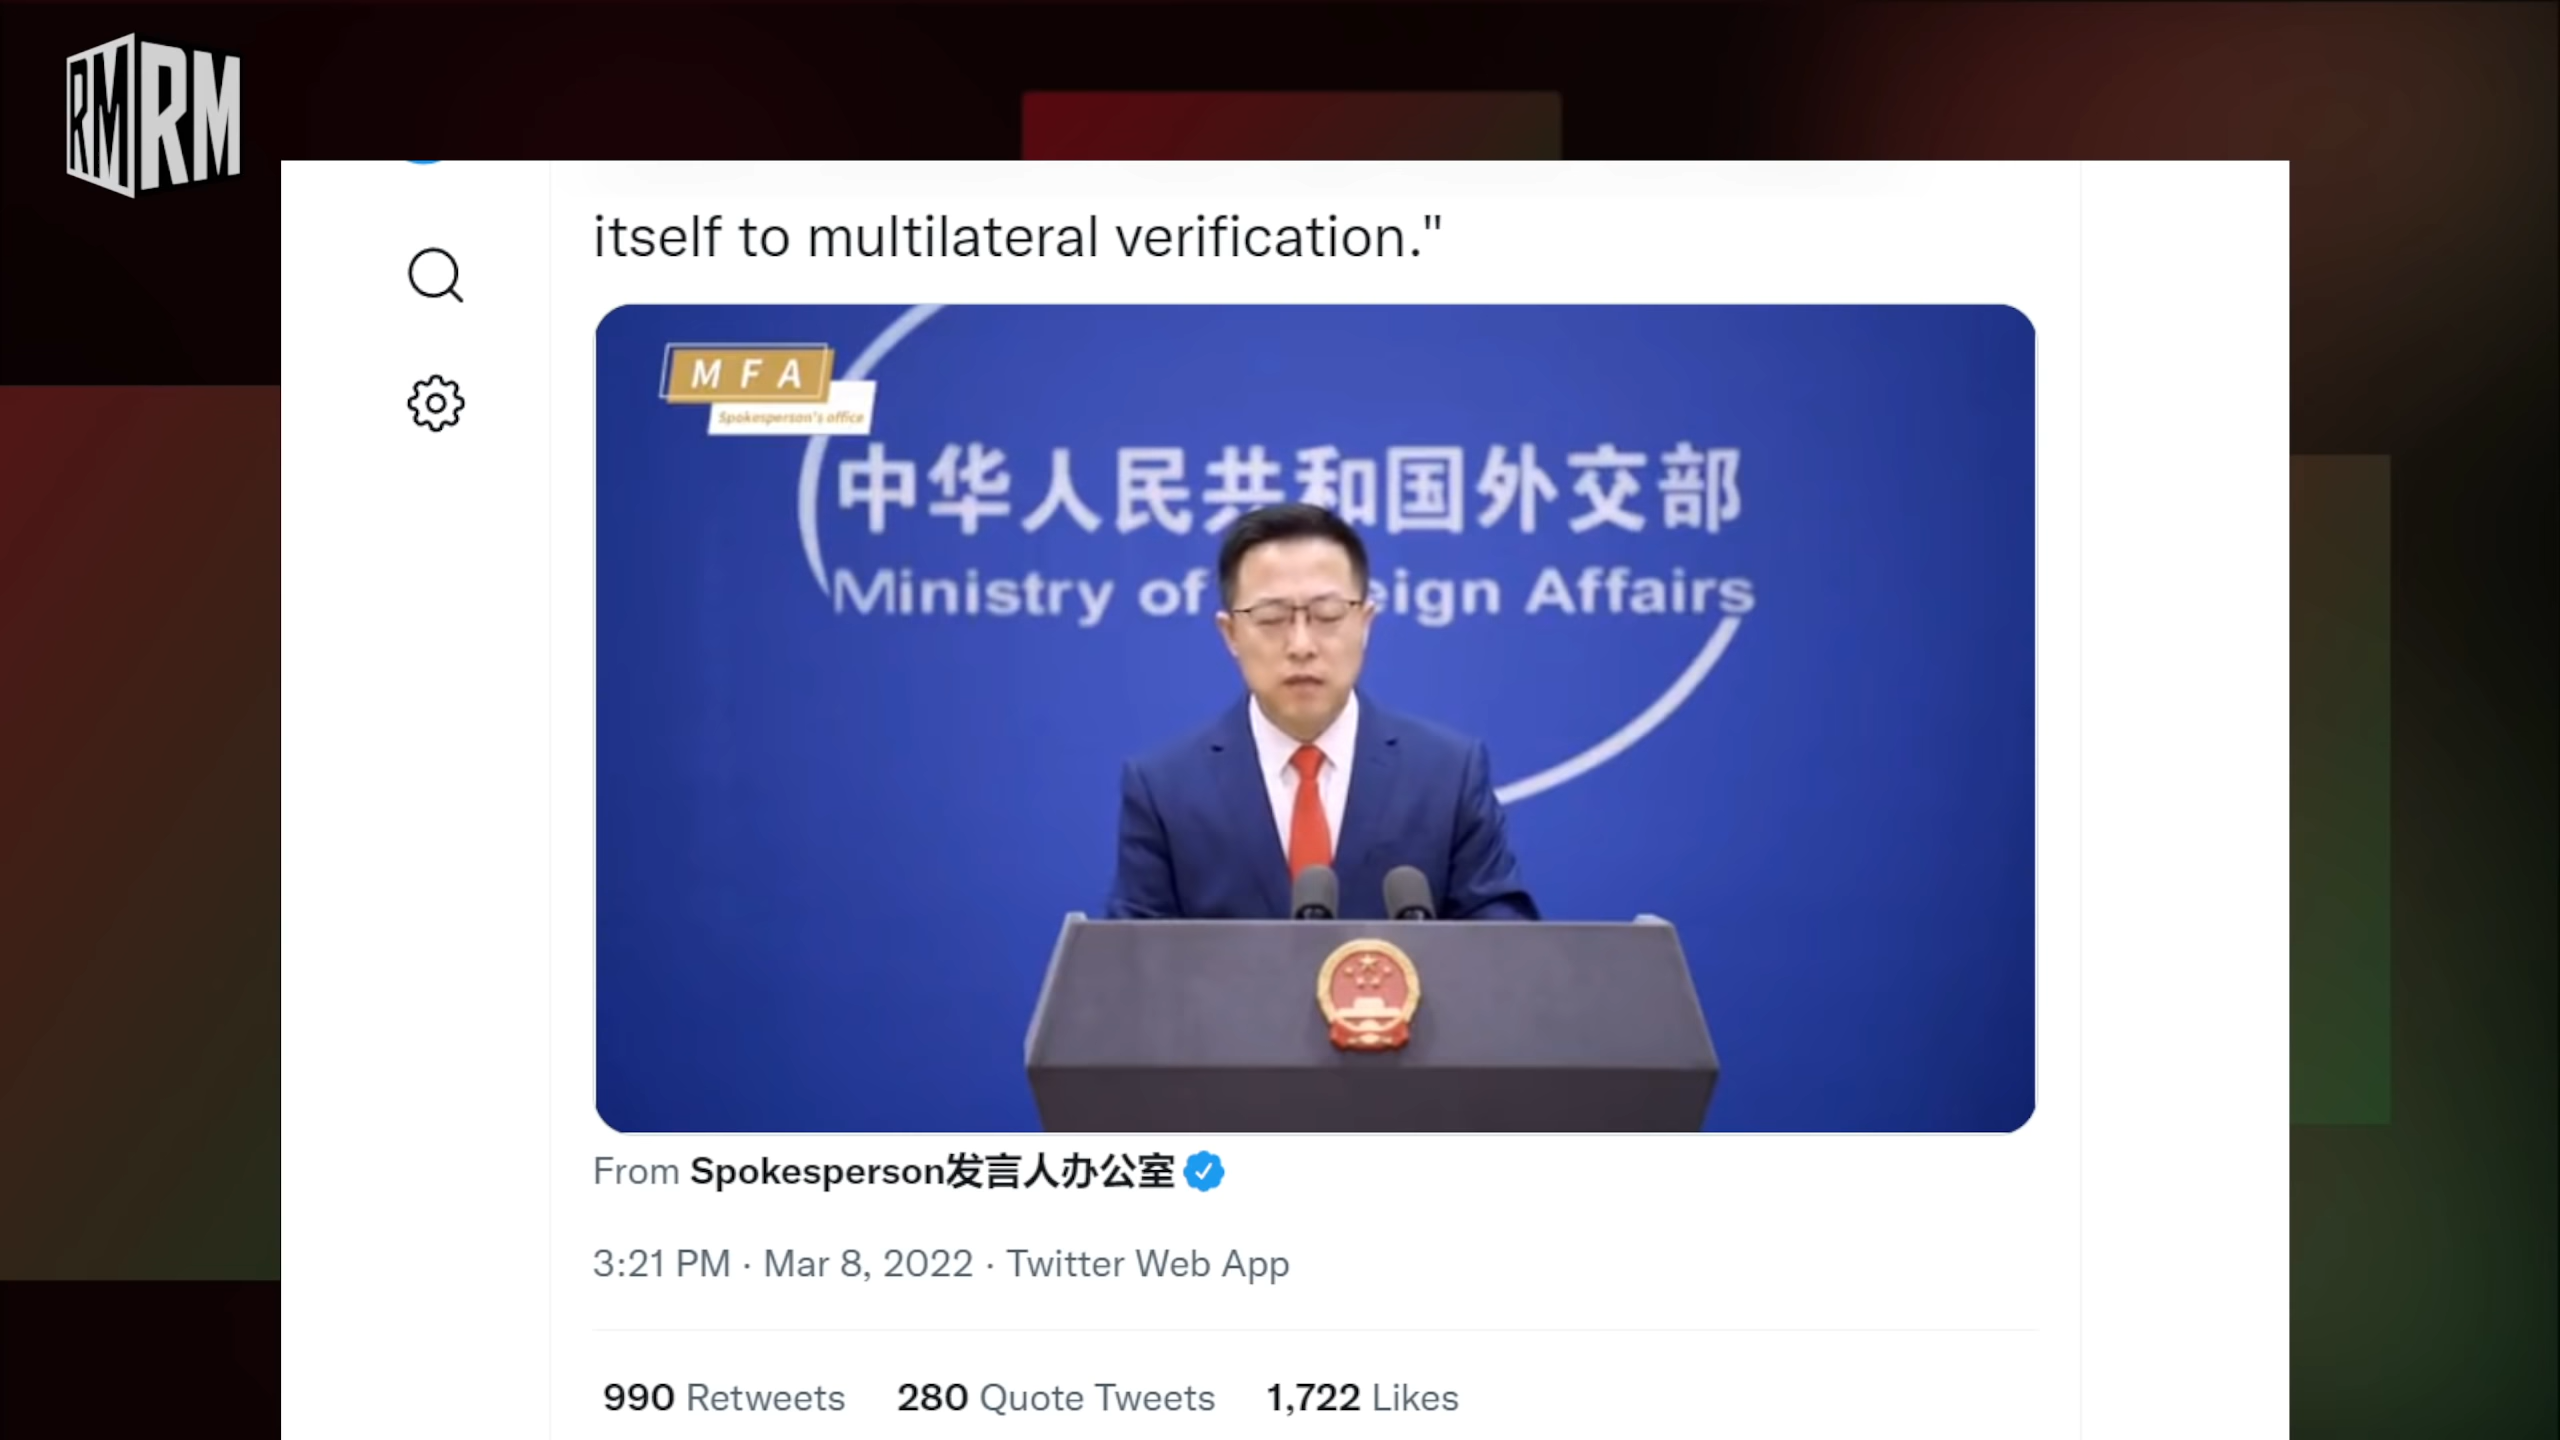 RM RM
itself to multilateral verification."
MFA
Spokesperson's office
中华人民共和国外交部
Ministry of eign Affairs
From Spokesperson发言人办公室
3:21 PM · Mar 8, 2022 · Twitter Web App
990 Retweets 280 Quote Tweets 1,722 Likes